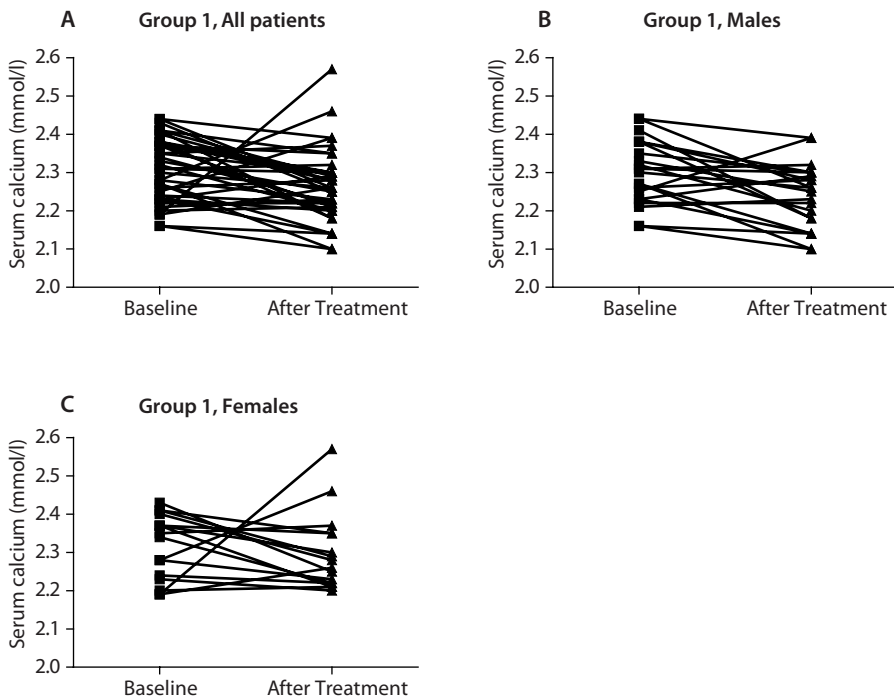 A Group 1, All patients
Serum calcium (mmol/l)
2.6
2.5
2.4
2.3
2.2
2.1
2.0
Baseline After Treatment
B Group 1, Males
Serum calcium (mmol/l)
2.6
2.5
2.4
2.3
2.2
2.1
2.0
Baseline After Treatment
C Group 1, Females
Serum calcium (mmol/l)
2.6
2.5
2.4
2.3
2.2
2.1
2.0
Baseline After Treatment